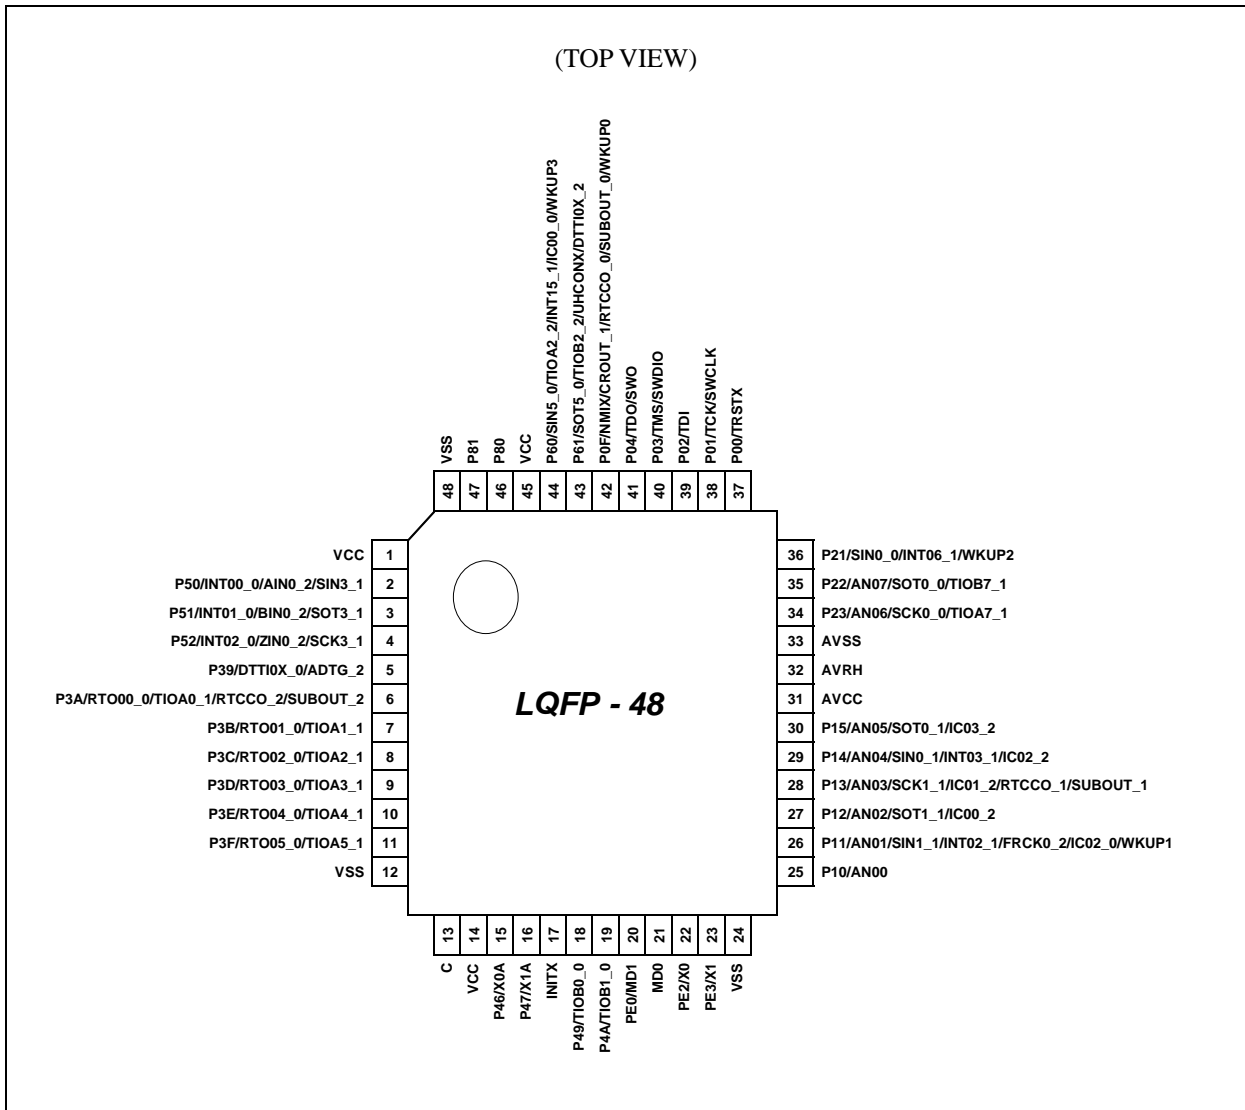 (TOP VIEW)
VSS
P81
P80
VCC
P60/SIN5_0/TIOA2_2/INT15_1/IC00_0/WKUP3
P61/SOT5_0/TIOB2_2/UHCONX/DTTI0X_2
P0F/NMIX/CROUT_1/RTCCO_0/SUBOUT_0/WKUP0
P04/TDO/SWO
P03/TMS/SWDIO
P02/TDI
P01/TCK/SWCLK
P00/TRSTX
48 47 46 45 44 43 42 41 40 39 38 37
VCC 1
P50/INT00_0/AIN0_2/SIN3_1 2
P51/INT01_0/BIN0_2/SOT3_1 3
P52/INT02_0/ZIN0_2/SCK3_1 4
P39/DTTI0X_0/ADTG_2 5
P3A/RTO00_0/TIOA0_1/RTCCO_2/SUBOUT_2 6
P3B/RTO01_0/TIOA1_1 7
P3C/RTO02_0/TIOA2_1 8
P3D/RTO03_0/TIOA3_1 9
P3E/RTO04_0/TIOA4_1 10
P3F/RTO05_0/TIOA5_1 11
VSS 12
LQFP - 48
36 P21/SIN0_0/INT06_1/WKUP2
35 P22/AN07/SOT0_0/TIOB7_1
34 P23/AN06/SCK0_0/TIOA7_1
33 AVSS
32 AVRH
31 AVCC
30 P15/AN05/SOT0_1/IC03_2
29 P14/AN04/SIN0_1/INT03_1/IC02_2
28 P13/AN03/SCK1_1/IC01_2/RTCCO_1/SUBOUT_1
27 P12/AN02/SOT1_1/IC00_2
26 P11/AN01/SIN1_1/INT02_1/FRCK0_2/IC02_0/WKUP1
25 P10/AN00
13 14 15 16 17 18 19 20 21 22 23 24
C
VCC
P46/X0A
P47/X1A
INITX
P49/TIOB0_0
P4A/TIOB1_0
PE0/MD1
MD0
PE2/X0
PE3/X1
VSS